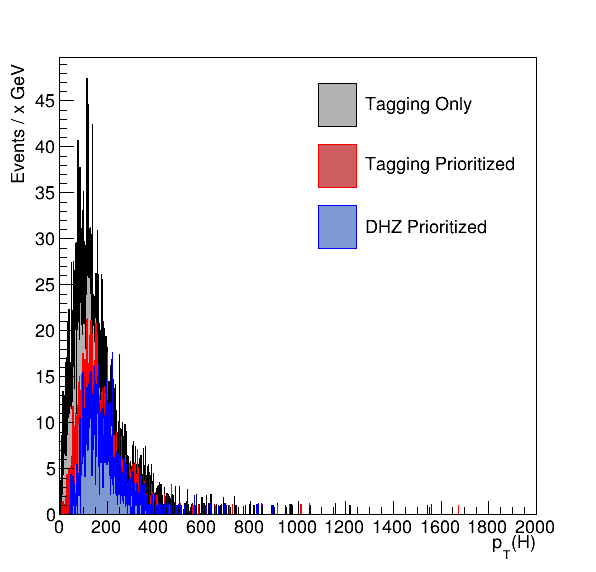 Events / x GeV
45
40
35
30
25
20
15
10
5
0
Tagging Only
Tagging Prioritized
DHZ Prioritized
0 200 400 600 800 1000 1200 1400 1600 1800 2000
p_T(H)